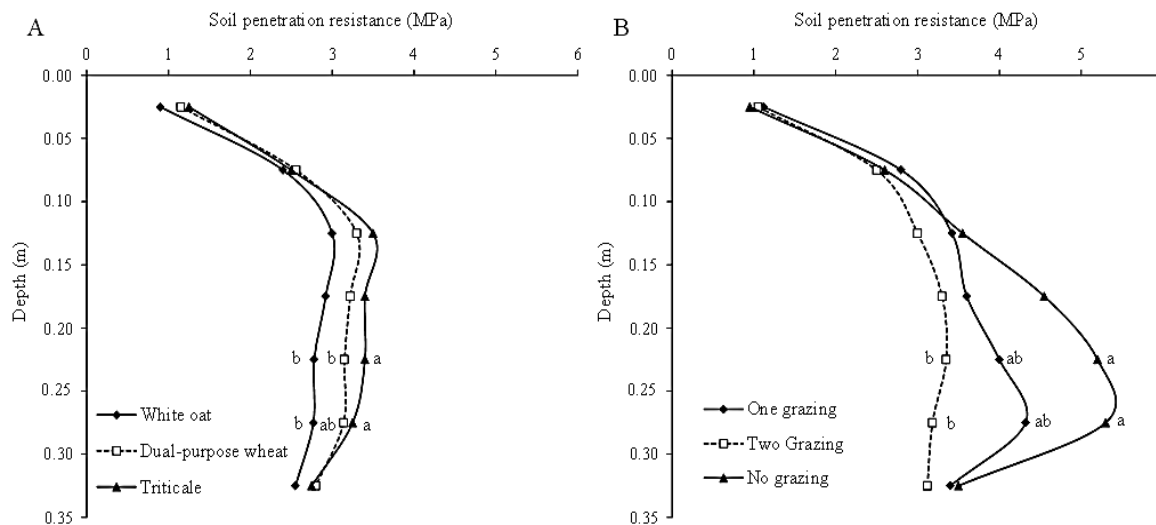 A
Soil penetration resistance (MPa)
0 1 2 3 4 5 6
0.00
0.05
0.10
0.15
0.20
0.25
0.30
0.35
Depth (m)
b b a
b ab a
White oat
Dual-purpose wheat
Triticale
B
Soil penetration resistance (MPa)
0 1 2 3 4 5
0.00
0.05
0.10
0.15
0.20
0.25
0.30
0.35
Depth (m)
b ab a
b ab a
One grazing
Two Grazing
No grazing